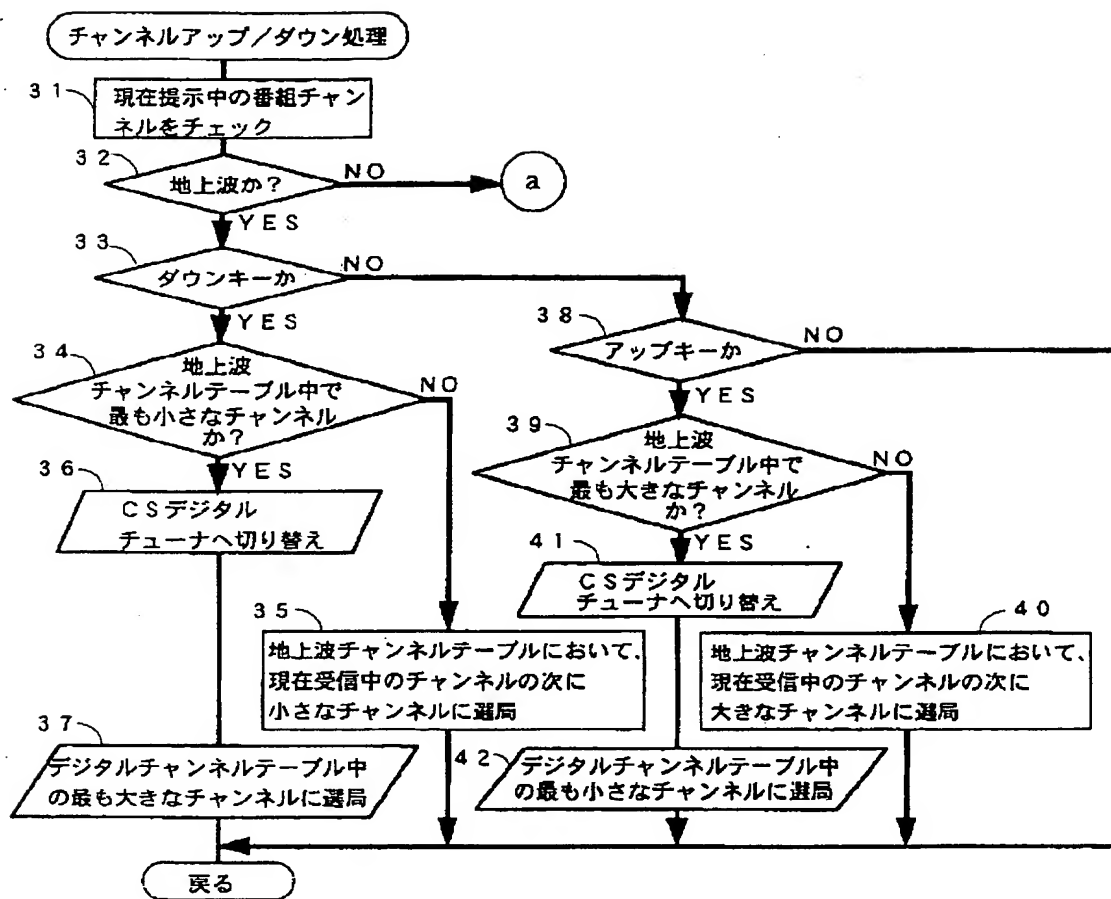 チャンネルアップ/ダウン処理
31
現在提示中の番組チャン
ネルをチェック
32
地上波か?
NO
a
YES
33
ダウンキーか
NO
YES
34
地上波
チャンネルテーブル中で
最も小さなチャンネル
か?
NO
YES
36
CSデジタル
チューナへ切り替え
38
アップキーか
NO
YES
39
地上波
チャンネルテーブル中で
最も大きなチャンネル
か?
NO
YES
41
CSデジタル
チューナへ切り替え
35
地上波チャンネルテーブルにおいて、
現在受信中のチャンネルの次に
小さなチャンネルに選局
40
地上波チャンネルテーブルにおいて、
現在受信中のチャンネルの次に
大きなチャンネルに選局
37
デジタルチャンネルテーブル中
の最も大きなチャンネルに選局
42
デジタルチャンネルテーブル中
の最も小さなチャンネルに選局
戻る